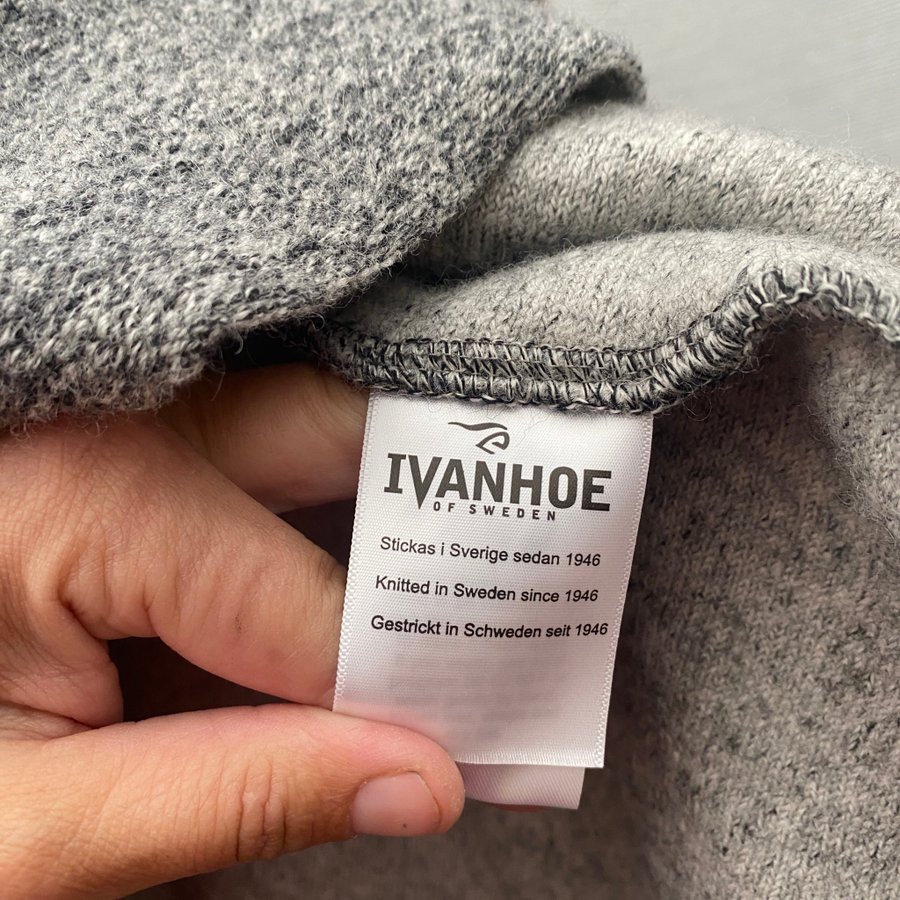 IVANHOE
OF SWEDEN
Stickas i Sverige sedan 1946
Knitted in Sweden since 1946
Gestrickt in Schweden seit 1946